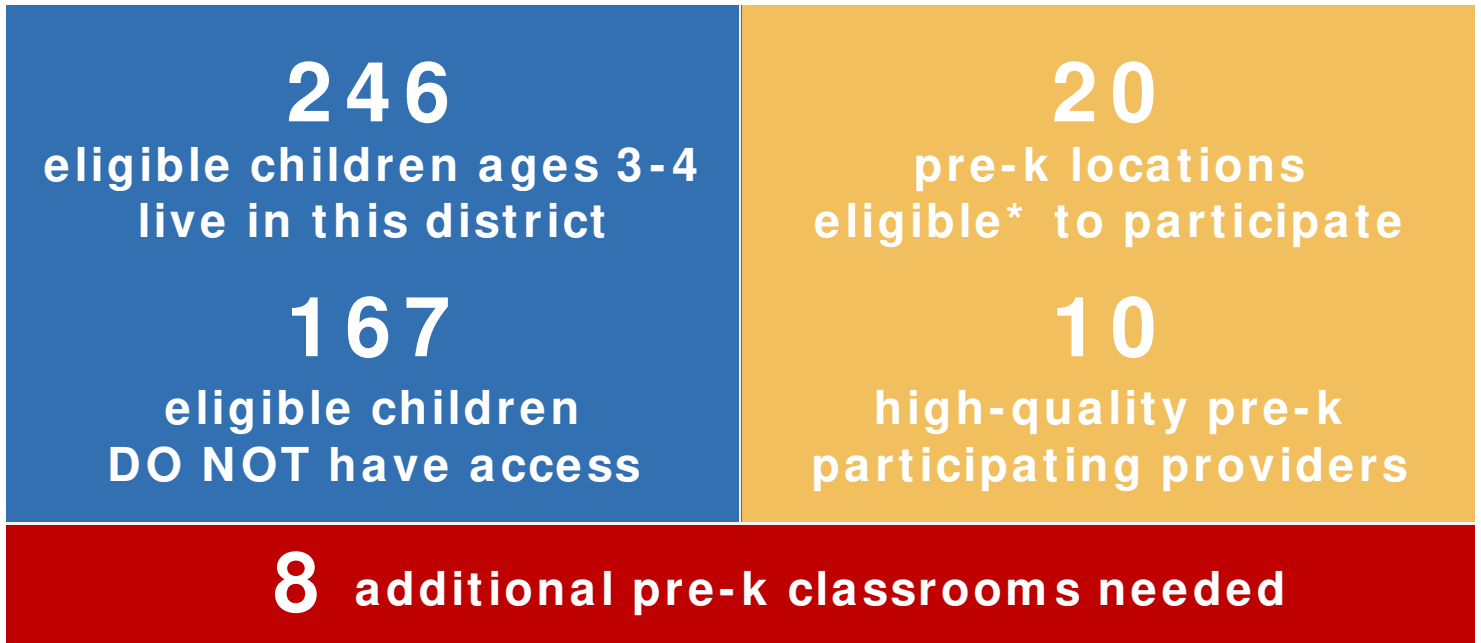 246
eligible children ages 3-4
live in this district
167
eligible children
DO NOT have access
20
pre-k locations
eligible* to participate
10
high-quality pre-k
participating providers
8 additional pre-k classrooms needed